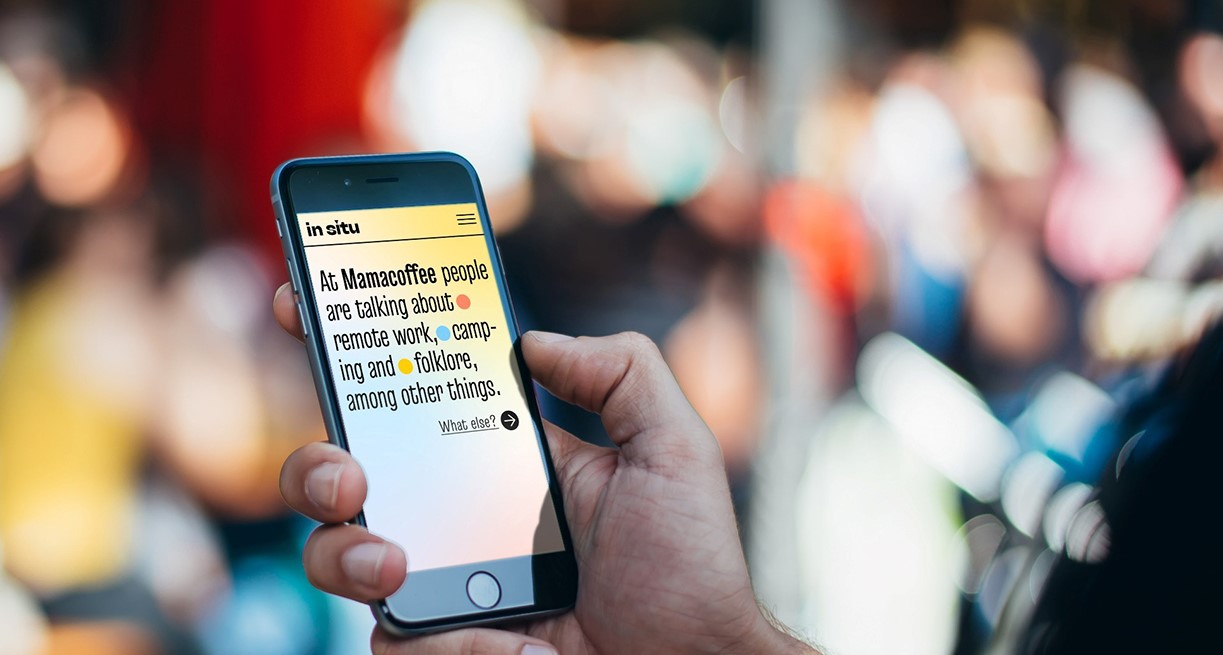 in situ
At Mamacoffee people
are talking about
remote work, camp-
ing and folklore,
among other things.
What else?